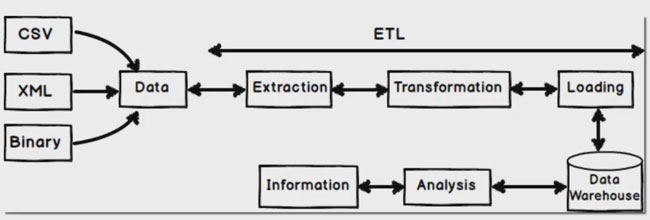 CSV
ETL
XML
Data
Extraction
Transformation
Loading
Binary
Information
Analysis
Data
Warehouse